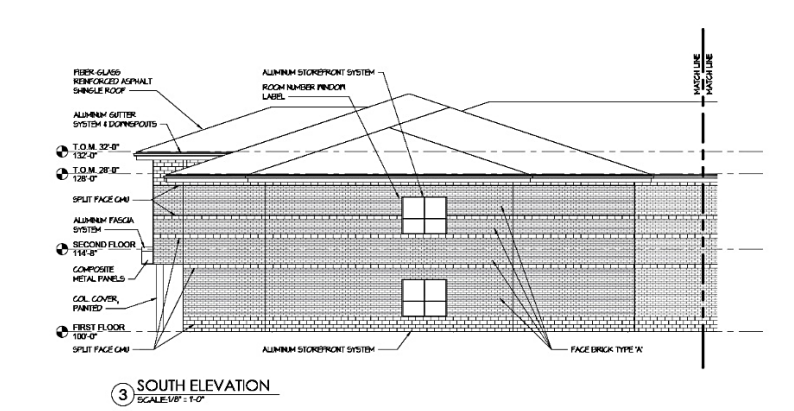 FIBER-GLASS
REINFORCED ASPHALT
SHINGLE ROOF
ALUMINUM STOREFRONT SYSTEM
ROOM NUMBER WINDOW
LABEL
MATCH LINE
MATCH LINE
ALUMINUM GUTTER
SYSTEM & DOWNSPOUTS
T.O.M. 32'-0"
132'-0"
T.O.M. 28'-0"
128'-0"
SPLIT FACE CMU
ALUMINUM FASCIA
SYSTEM
SECOND FLOOR
114'-8"
COMPOSITE
METAL PANELS
COL. COVER,
PAINTED
FIRST FLOOR
100'-0"
SPLIT FACE CMU
ALUMINUM STOREFRONT SYSTEM
FACE BRICK TYPE 'A'
3 SOUTH ELEVATION
SCALE: 1/8" = 1'-0"